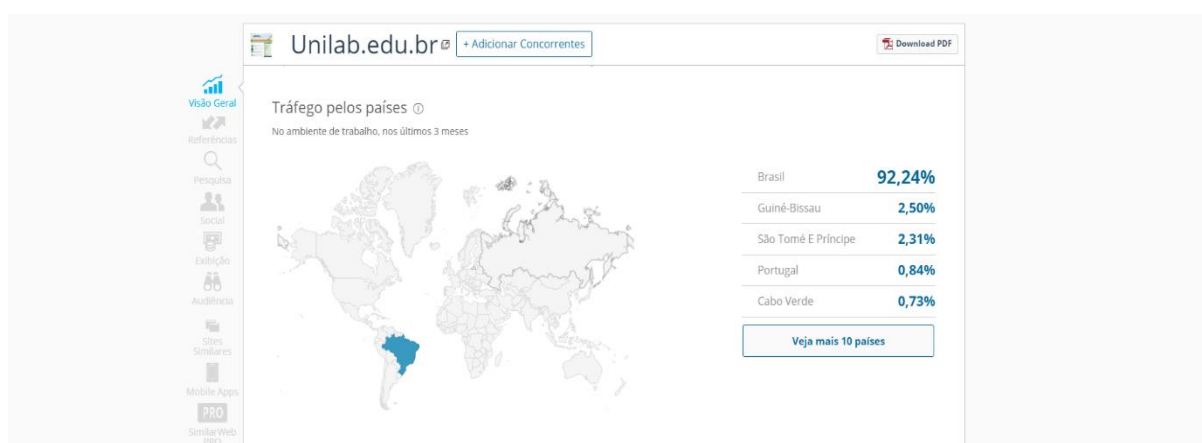 Unilab.edu.br
+ Adicionar Concorrentes
Download PDF
Visão Geral
Referências
Pesquisa
Social
Exibição
Audiência
Sites
Similares
Mobile Apps
PRO
SimilarWeb
PRO
Tráfego pelos países
No ambiente de trabalho, nos últimos 3 meses
Brasil 92,24%
Guiné-Bissau 2,50%
São Tomé E Príncipe 2,31%
Portugal 0,84%
Cabo Verde 0,73%
Veja mais 10 países